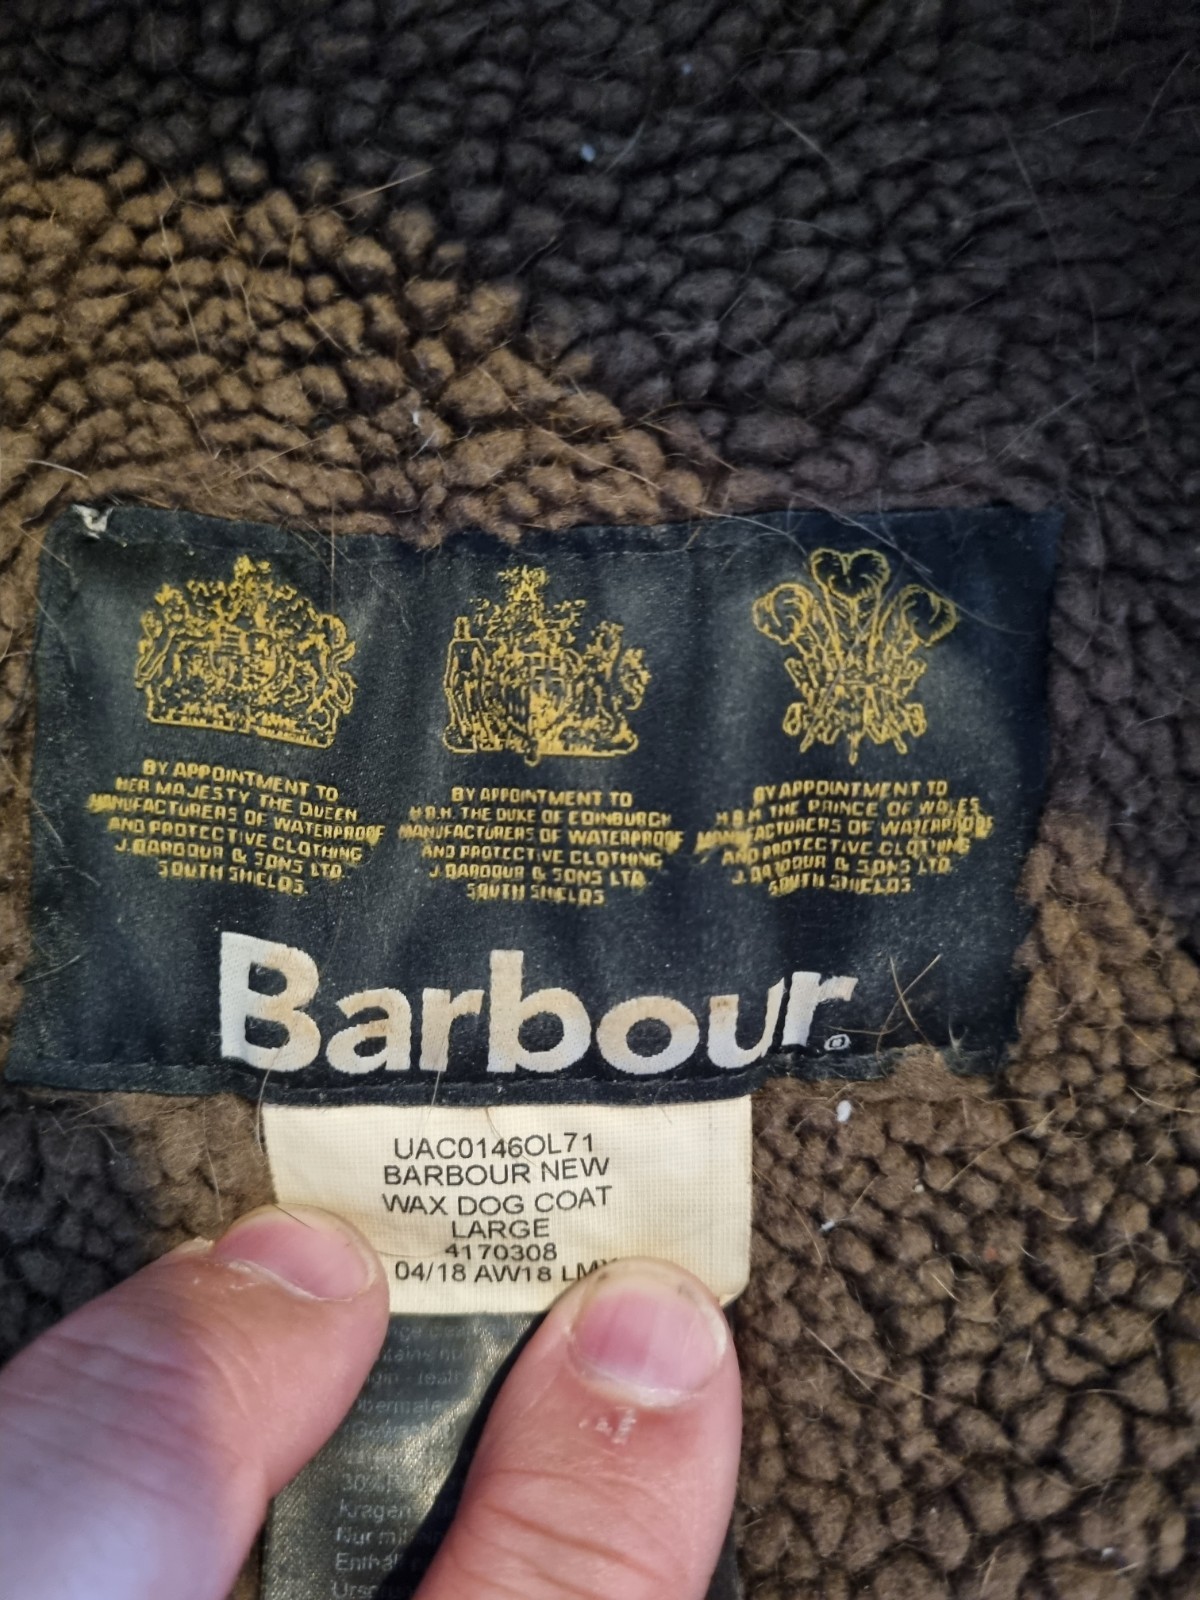 BY APPOINTMENT TO
HER MAJESTY THE QUEEN
MANUFACTURERS OF WATERPROOF
AND PROTECTIVE CLOTHING
J. BARBOUR & SONS LTD.
SOUTH SHIELDS.
BY APPOINTMENT TO
H.R.H. THE DUKE OF EDINBURGH
MANUFACTURERS OF WATERPROOF
AND PROTECTIVE CLOTHING
J. BARBOUR & SONS LTD.
SOUTH SHIELDS
BY APPOINTMENT TO
H.R.H. THE PRINCE OF WALES
MANUFACTURERS OF WATERPROOF
AND PROTECTIVE CLOTHING
J. BARBOUR & SONS LTD.
SOUTH SHIELDS.
Barbour®
UAC0146OL71
BARBOUR NEW
WAX DOG COAT
LARGE
4170308
04/18 AW18
Kragen
Nur